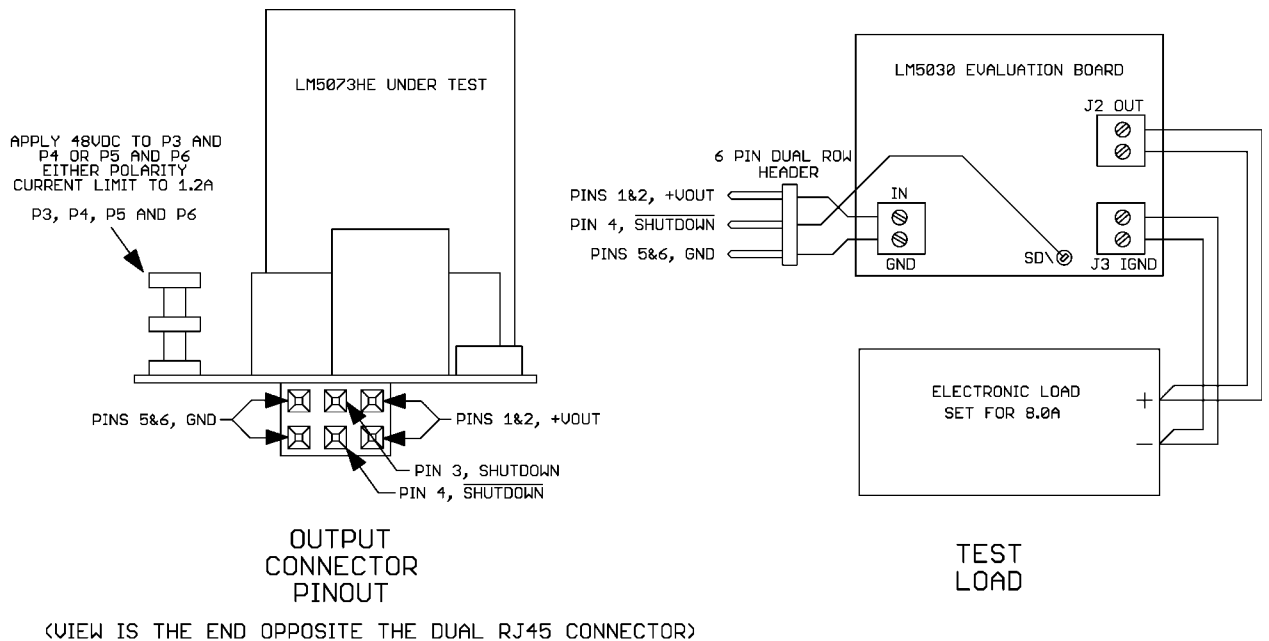 LM5073HE UNDER TEST
APPLY 48VDC TO P3 AND
P4 OR P5 AND P6
EITHER POLARITY
CURRENT LIMIT TO 1.2A
P3, P4, P5 AND P6
PINS 5&6, GND
PINS 1&2, +VOUT
PIN 3, SHUTDOWN
PIN 4, SHUTDOWN
OUTPUT
CONNECTOR
PINOUT
(VIEW IS THE END OPPOSITE THE DUAL RJ45 CONNECTOR)
LM5030 EVALUATION BOARD
J2 OUT
6 PIN DUAL ROW
HEADER
PINS 1&2, +VOUT
PIN 4, SHUTDOWN
PINS 5&6, GND
IN
GND
SD\
J3 IGND
ELECTRONIC LOAD
SET FOR 8.0A
+
−
TEST
LOAD